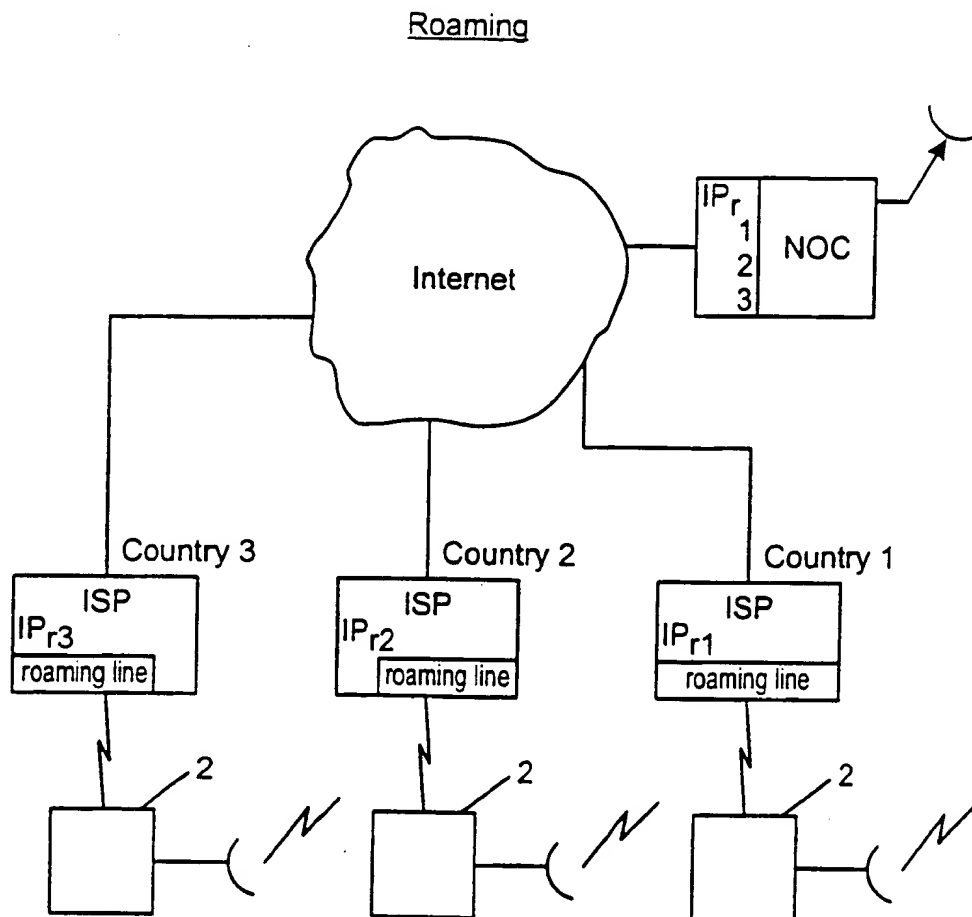 Roaming
Internet
IPr
1
2
3
NOC
Country 3
ISP
IPr3
roaming line
2
Country 2
ISP
IPr2
roaming line
2
Country 1
ISP
IPr1
roaming line
2